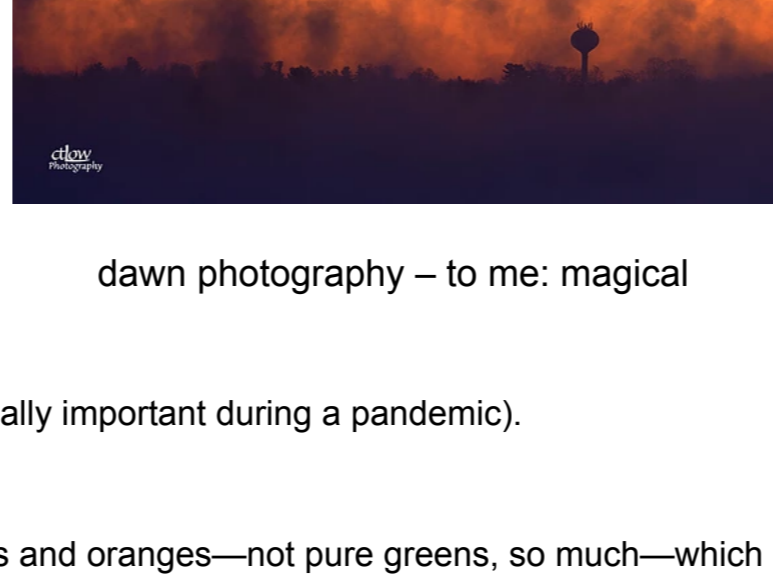 ctlow
Photography
dawn photography – to me: magical
ally important during a pandemic).
s and oranges—not pure greens, so much—which